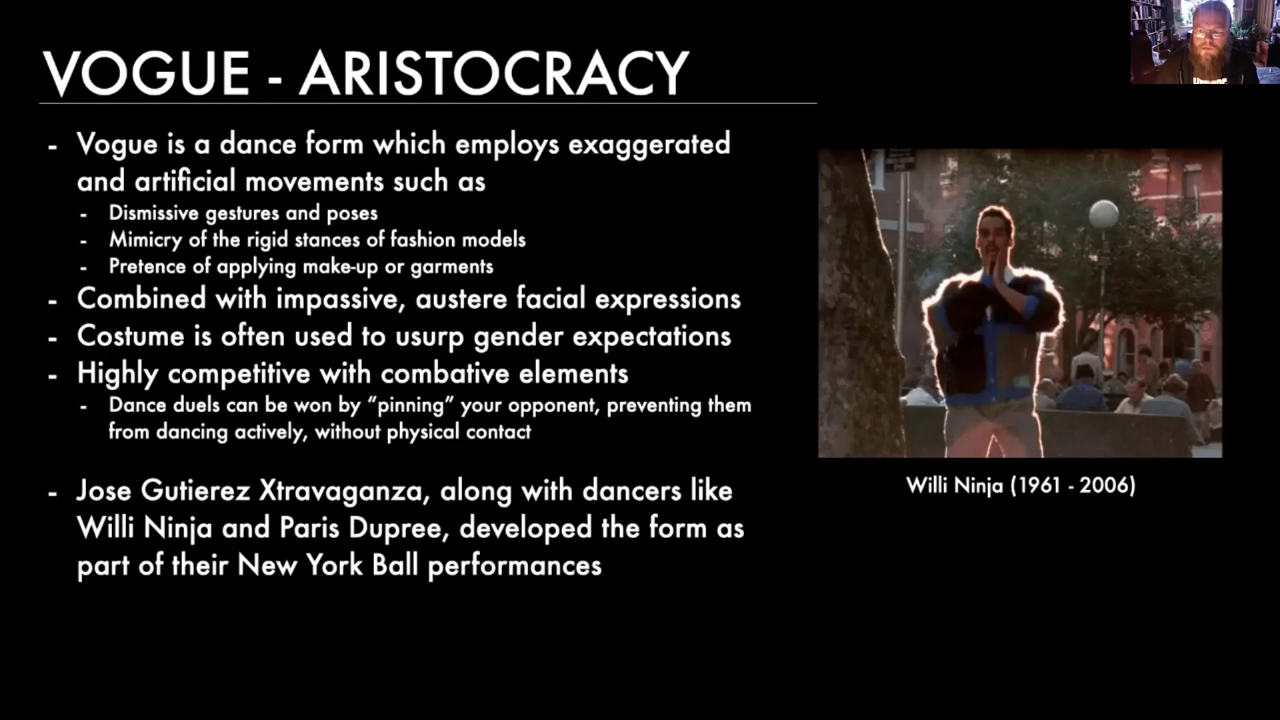 VOGUE - ARISTOCRACY
- Vogue is a dance form which employs exaggerated
and artificial movements such as
- Dismissive gestures and poses
- Mimicry of the rigid stances of fashion models
- Pretence of applying make-up or garments
- Combined with impassive, austere facial expressions
- Costume is often used to usurp gender expectations
- Highly competitive with combative elements
- Dance duels can be won by “pinning” your opponent, preventing them
from dancing actively, without physical contact
- Jose Gutierez Xtravaganza, along with dancers like
Willi Ninja and Paris Dupree, developed the form as
part of their New York Ball performances
Willi Ninja (1961 - 2006)